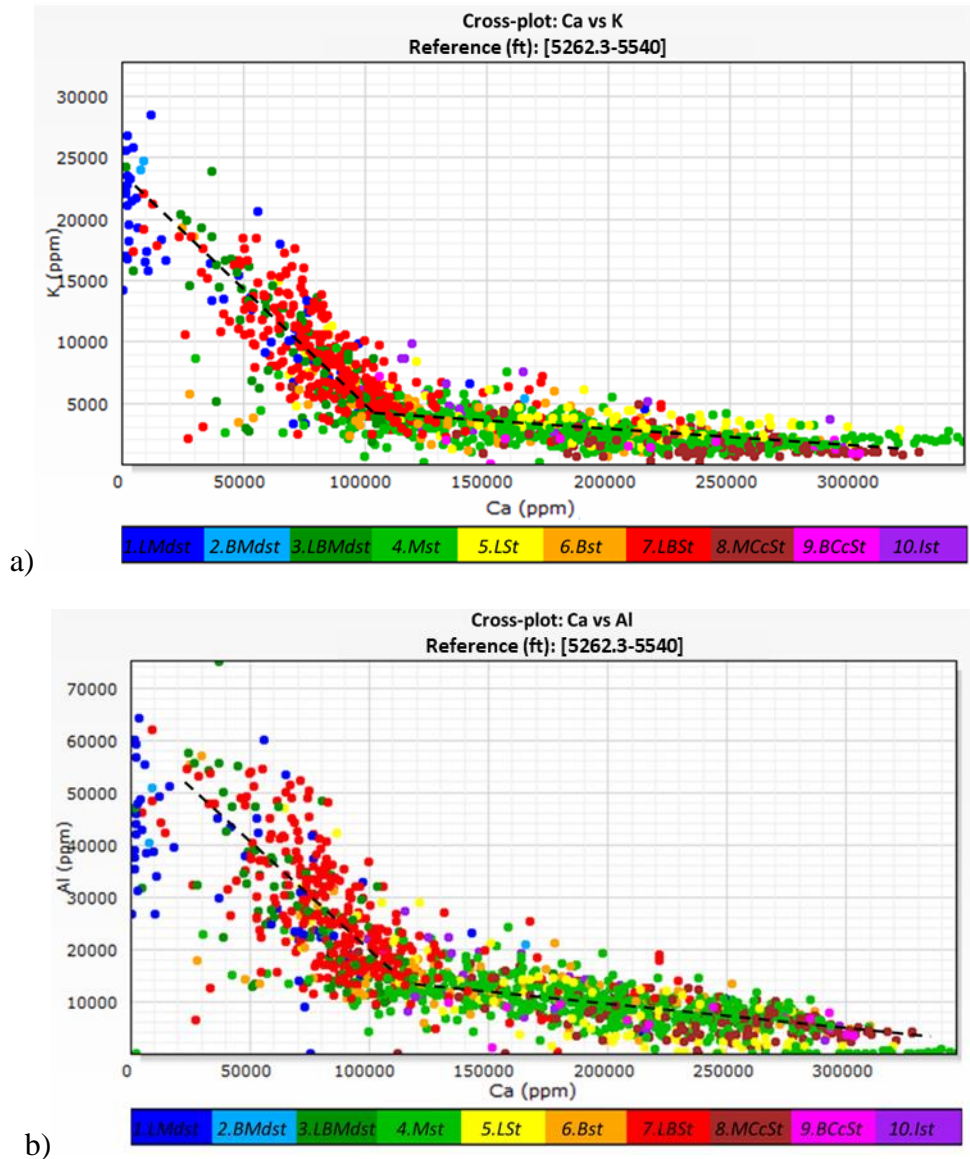 Cross-plot: Ca vs K
Reference (ft): [5262.3-5540]
30000
25000
20000
15000
10000
5000
K (ppm)
0 50000 100000 150000 200000 250000 300000
Ca (ppm)
1.LMdst 2.BMdst 3.LBMdst 4.Mst 5.LSt 6.Bst 7.LBSt 8.MCcSt 9.BCcSt 10.Ist
a)
Cross-plot: Ca vs Al
Reference (ft): [5262.3-5540]
70000
60000
50000
40000
30000
20000
10000
Al (ppm)
0 50000 100000 150000 200000 250000 300000
Ca (ppm)
1.LMdst 2.BMdst 3.LBMdst 4.Mst 5.LSt 6.Bst 7.LBSt 8.MCcSt 9.BCcSt 10.Ist
b)